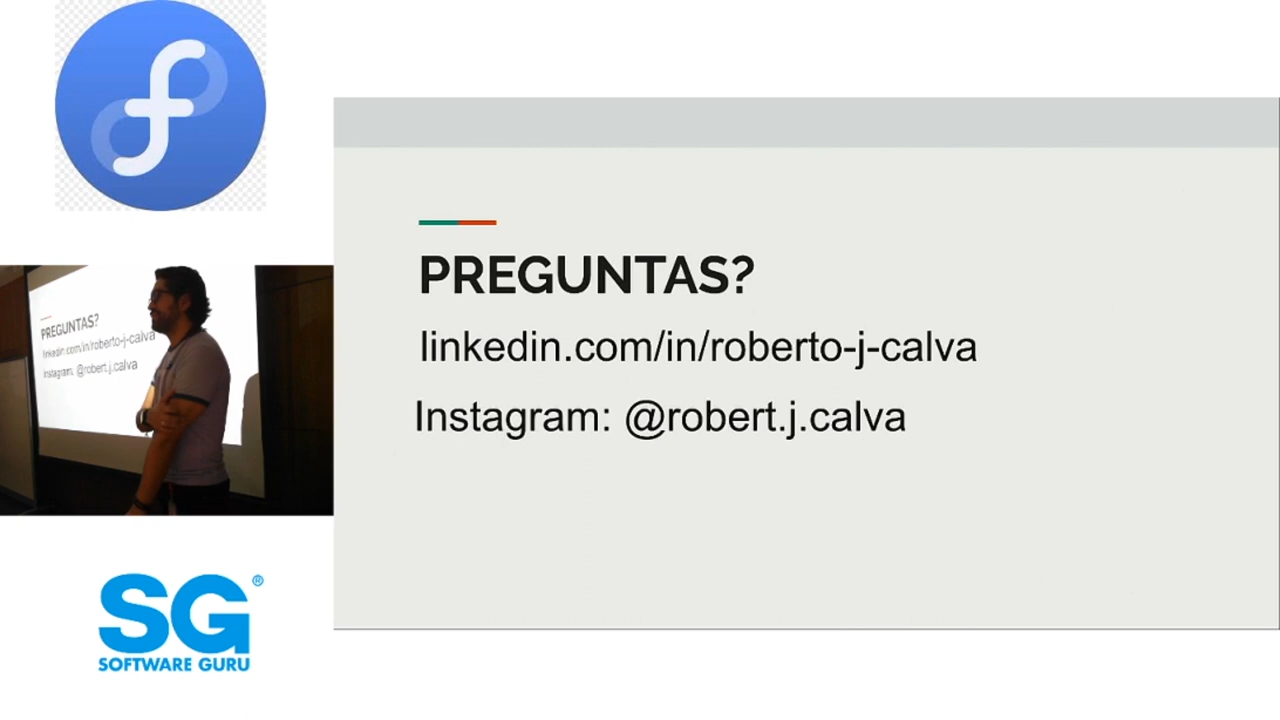 PREGUNTAS?
linkedin.com/in/roberto-j-calva
Instagram: @robert.j.calva
PREGUNTAS?
linkedin.com/in/roberto-j-calva
Instagram: @robert.j.calva
SG®
SOFTWARE GURU